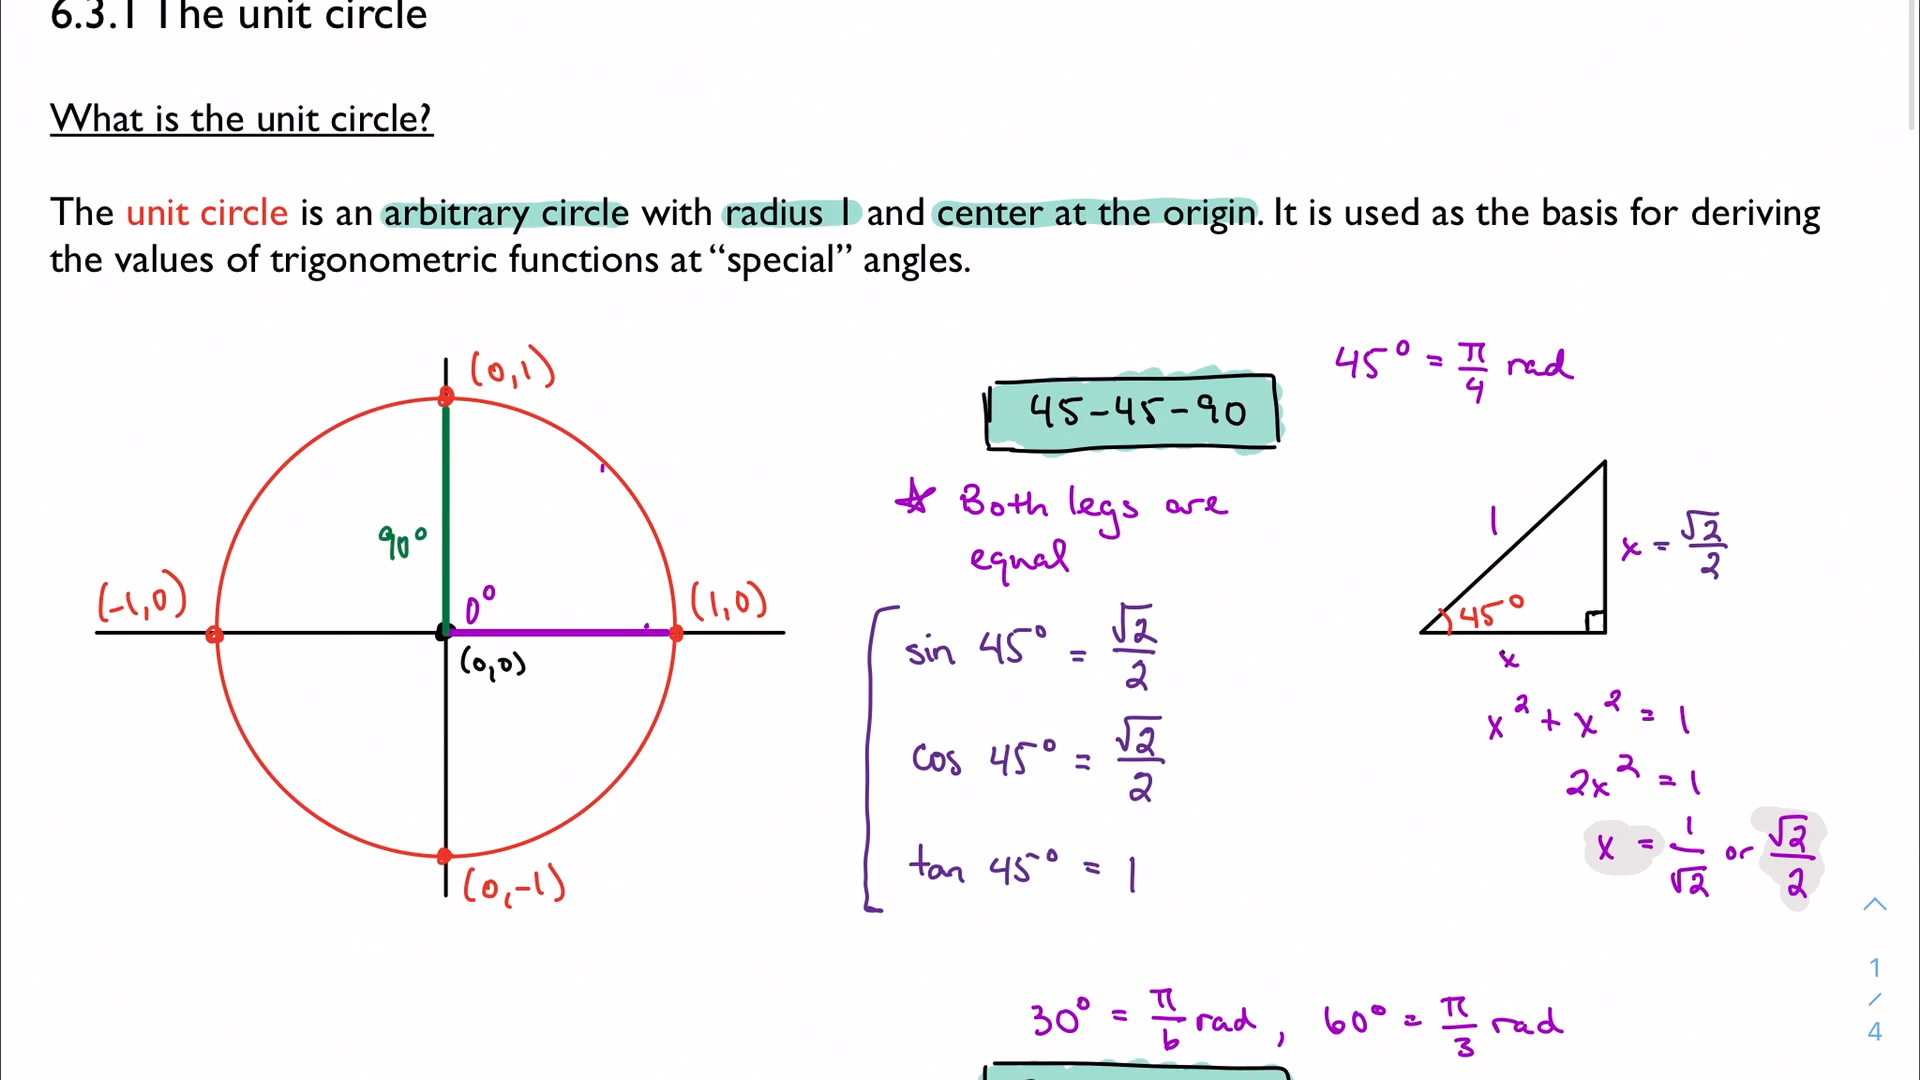 6.3.1 The unit circle
What is the unit circle?
The unit circle is an arbitrary circle with radius 1 and center at the origin. It is used as the basis for deriving
the values of trigonometric functions at “special” angles.
(0,1)
90°
0°
(-1,0)
(1,0)
(0,0)
(0,-1)
45-45-90
45° = π/4 rad
☆ Both legs are
equal
sin 45° = √2/2
cos 45° = √2/2
tan 45° = 1
1
x = √2/2
45°
x
x² + x² = 1
2x² = 1
x = 1/√2 or √2/2
30° = π/6 rad, 60° = π/3 rad
1
/
4